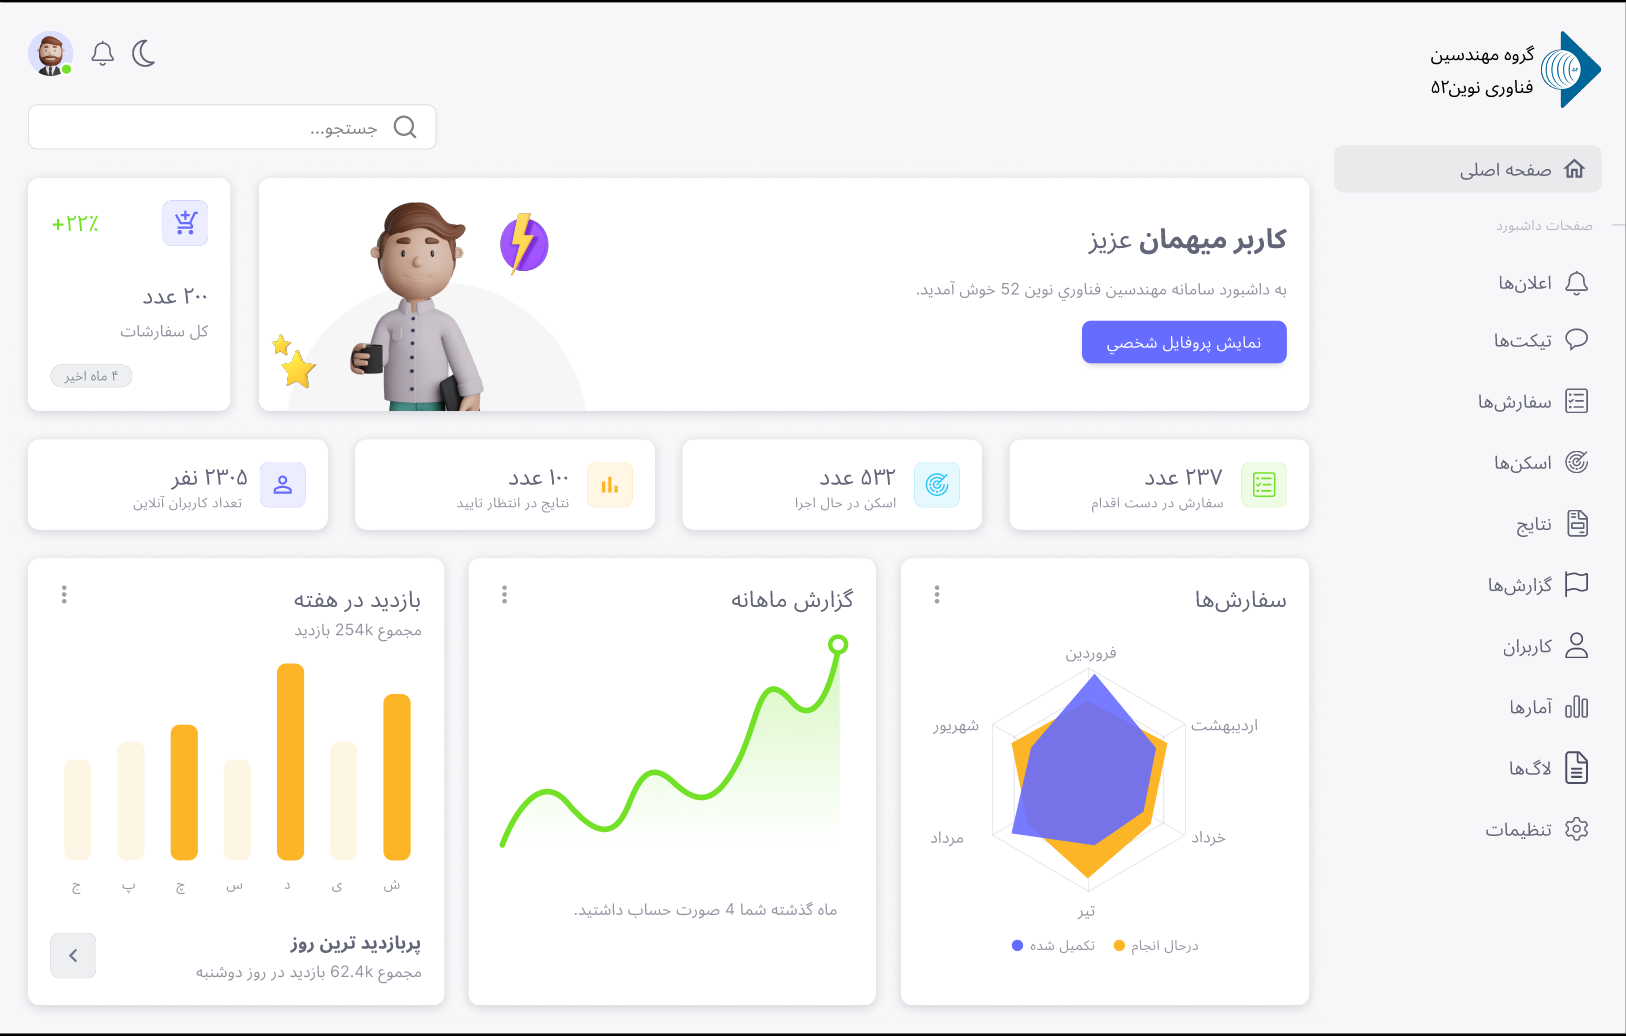 گروه مهندسین
فناوری نوین۵۲
جستجو...
صفحه اصلی
صفحات داشبورد
اعلان‌ها
تیکت‌ها
سفارش‌ها
اسکن‌ها
نتایج
گزارش‌ها
کاربران
آمارها
لاگ‌ها
تنظیمات
کاربر میهمان عزیز
به داشبورد سامانه مهندسین فناوري نوین 52 خوش آمدید.
نمایش پروفایل شخصي
+۲۲٪
۲۰۰ عدد
کل سفارشات
۴ ماه اخیر
۲۳۷ عدد
سفارش در دست اقدام
۵۳۲ عدد
اسکن در حال اجرا
۱۰۰ عدد
نتایج در انتظار تایید
۲۳۰۵ نفر
تعداد کاربران آنلاین
سفارش‌ها
فروردین
اردیبهشت
شهریور
خرداد
مرداد
تیر
درحال انجام
تکمیل شده
گزارش ماهانه
ماه گذشته شما 4 صورت حساب داشتید.
بازدید در هفته
مجموع 254k بازدید
ش
ی
د
س
چ
پ
ج
پربازدید ترین روز
مجموع 62.4k بازدید در روز دوشنبه